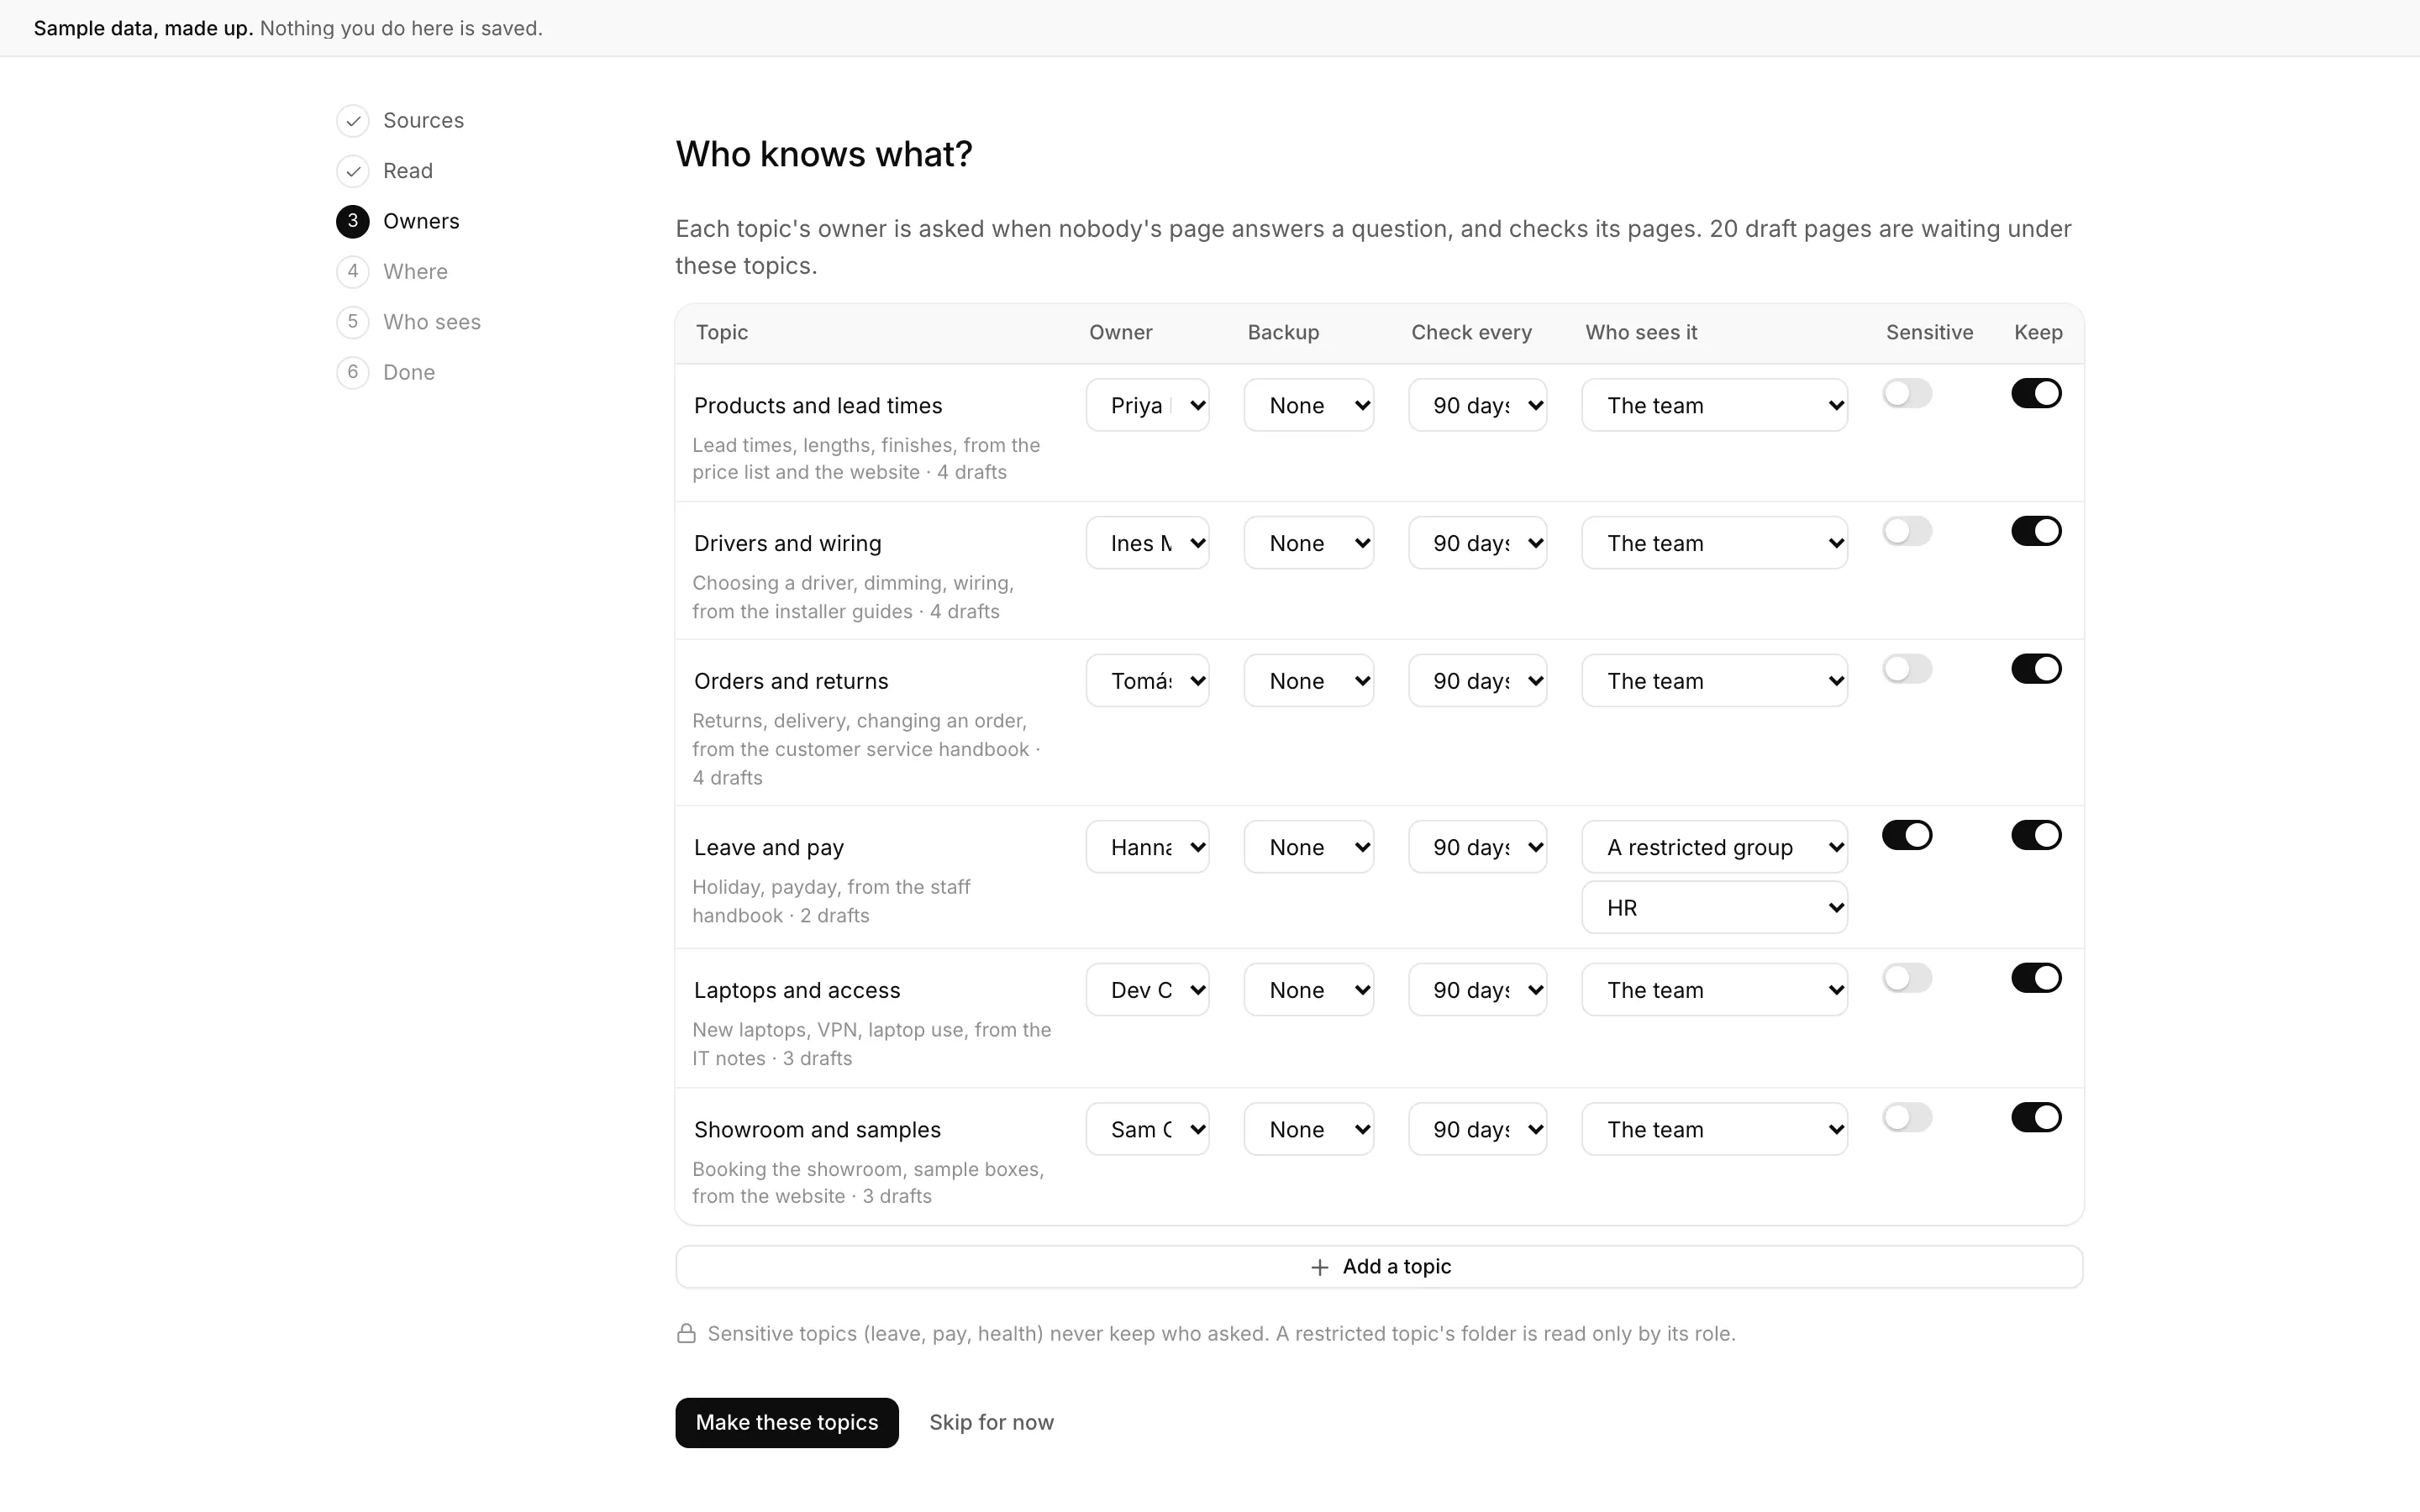 Sample data, made up. Nothing you do here is saved.
Sources
Read
3 Owners
4 Where
5 Who sees
6 Done
Who knows what?
Each topic's owner is asked when nobody's page answers a question, and checks its pages. 20 draft pages are waiting under
these topics.
Topic Owner Backup Check every Who sees it Sensitive Keep
Products and lead times Priya None 90 days The team
Lead times, lengths, finishes, from the
price list and the website · 4 drafts
Drivers and wiring Ines None 90 days The team
Choosing a driver, dimming, wiring,
from the installer guides · 4 drafts
Orders and returns Tomás None 90 days The team
Returns, delivery, changing an order,
from the customer service handbook ·
4 drafts
Leave and pay Hanna None 90 days A restricted group
HR
Holiday, payday, from the staff
handbook · 2 drafts
Laptops and access Dev None 90 days The team
New laptops, VPN, laptop use, from the
IT notes · 3 drafts
Showroom and samples Sam None 90 days The team
Booking the showroom, sample boxes,
from the website · 3 drafts
+ Add a topic
Sensitive topics (leave, pay, health) never keep who asked. A restricted topic's folder is read only by its role.
Make these topics Skip for now